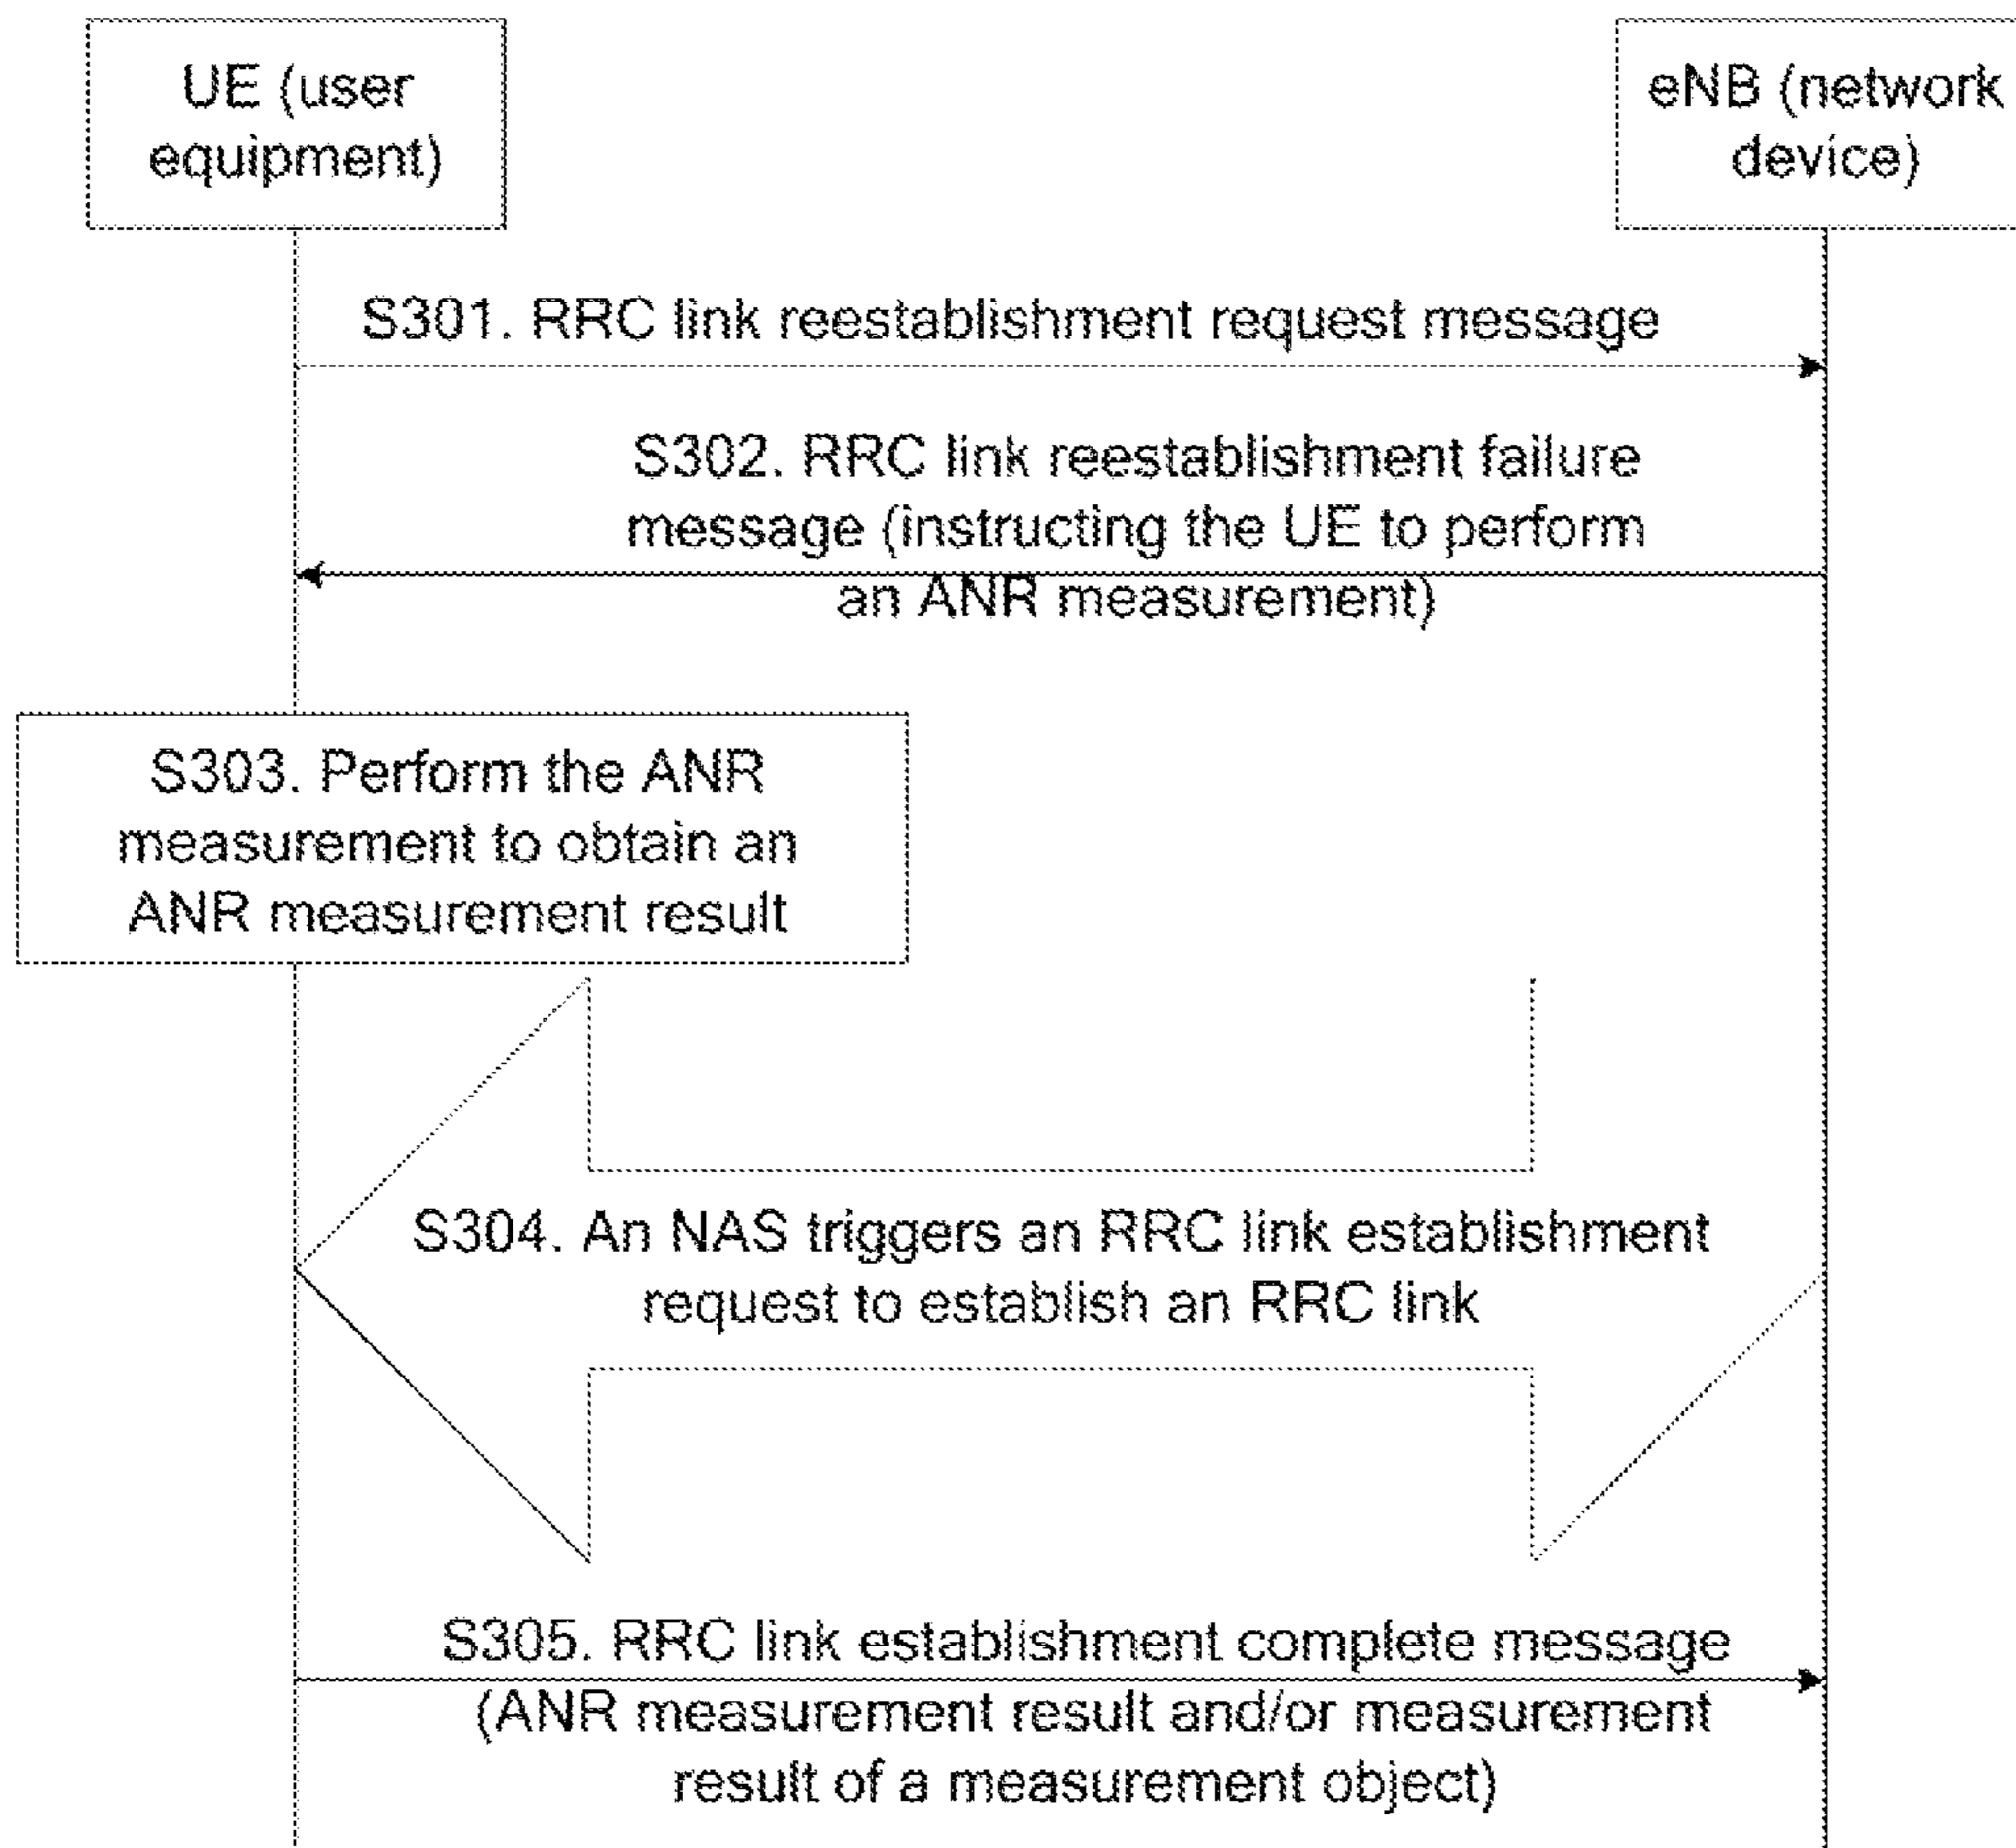 UE (user
equipment)
eNB (network
device)
S301. RRC link reestablishment request message
S302. RRC link reestablishment failure
message (instructing the UE to perform
an ANR measurement)
S303. Perform the ANR
measurement to obtain an
ANR measurement result
S304. An NAS triggers an RRC link establishment
request to establish an RRC link
S305. RRC link establishment complete message
(ANR measurement result and/or measurement
result of a measurement object)